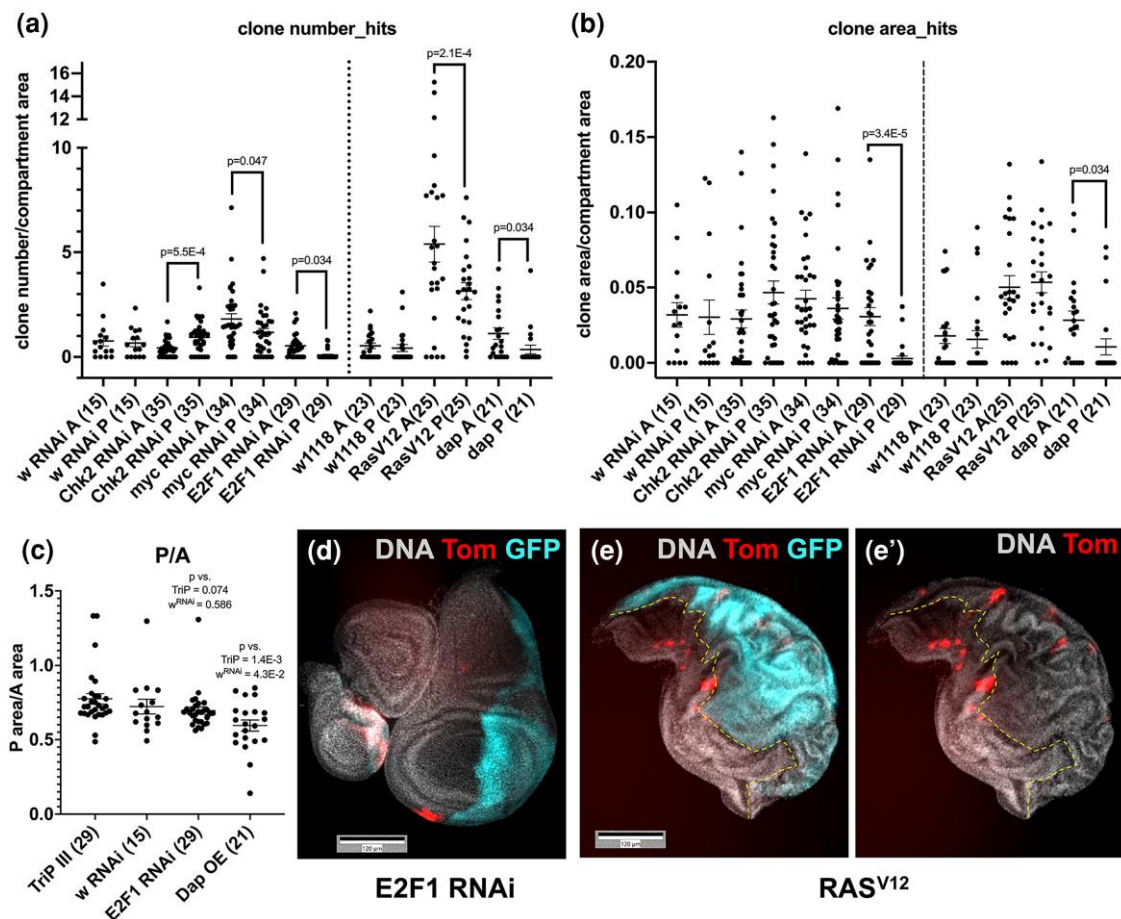 (a)
clone number_hits
clone number/compartment area
16
14
12
10
5
0
p=5.5E-4
p=0.047
p=0.034
p=2.1E-4
p=0.034
w RNAi A (15)
w RNAi P (15)
Chk2 RNAi A (35)
Chk2 RNAi P (35)
myc RNAi A (34)
myc RNAi P (34)
E2F1 RNAi A (29)
E2F1 RNAi P (29)
w1118 A (23)
w1118 P (23)
RasV12 A (25)
RasV12 P (25)
dap A (21)
dap P (21)
(b)
clone area_hits
clone area/compartment area
0.20
0.15
0.10
0.05
0.00
p=3.4E-5
p=0.034
w RNAi A (15)
w RNAi P (15)
Chk2 RNAi A (35)
Chk2 RNAi P (35)
myc RNAi A (34)
myc RNAi P (34)
E2F1 RNAi A (29)
E2F1 RNAi P (29)
w1118 A (23)
w1118 P (23)
RasV12 A(25)
RasV12 P(25)
dap A (21)
dap P (21)
(c)
P/A
P area/A area
1.5
1.0
0.5
0.0
p vs.
TriP = 0.074
wRNAi = 0.586
p vs.
TriP = 1.4E-3
wRNAi = 4.3E-2
TriP III (29)
w RNAi (15)
E2F1 RNAi (29)
Dap OE (21)
(d)
DNA Tom GFP
120 µm
E2F1 RNAi
(e)
DNA Tom GFP
120 µm
(e')
DNA Tom
RASV12